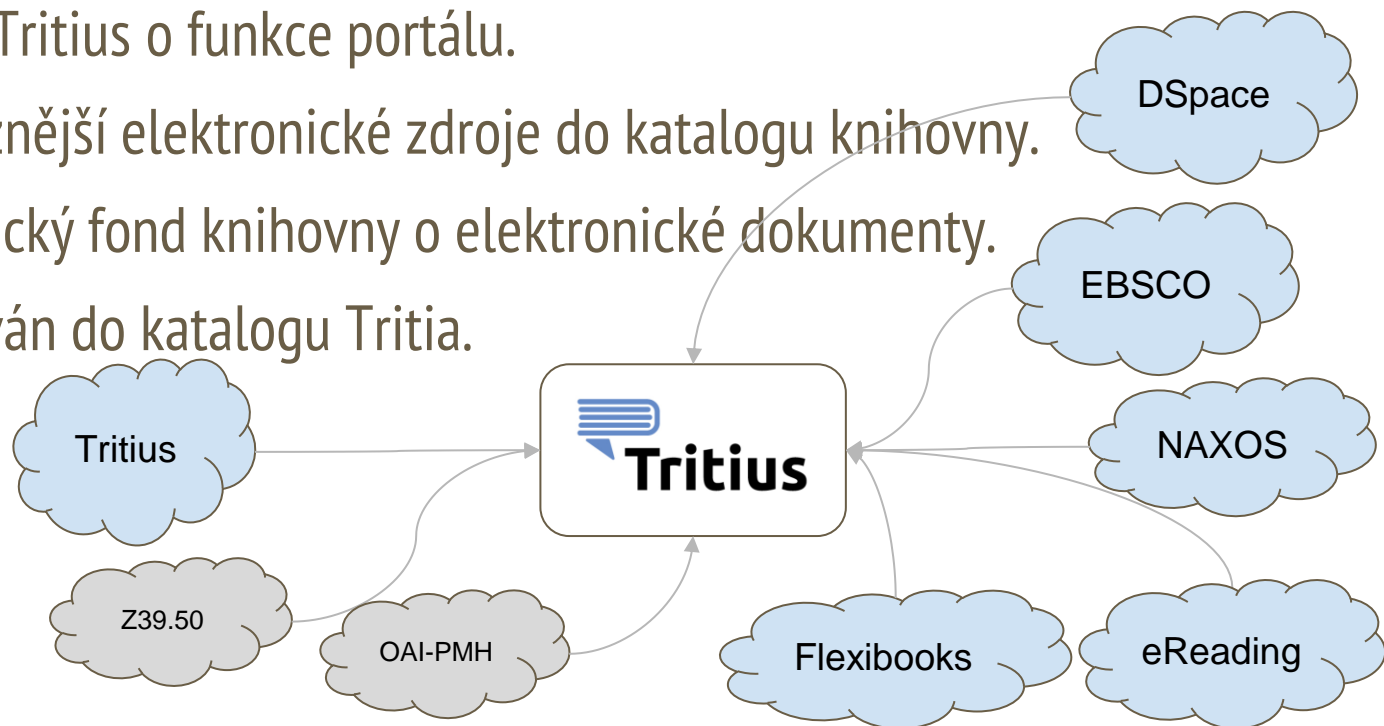 Tritius o funkce portálu.
znější elektronické zdroje do katalogu knihovny.
ický fond knihovny o elektronické dokumenty.
ván do katalogu Tritia.
DSpace
EBSCO
NAXOS
Tritius
Tritius
Z39.50
OAI-PMH
Flexibooks
eReading